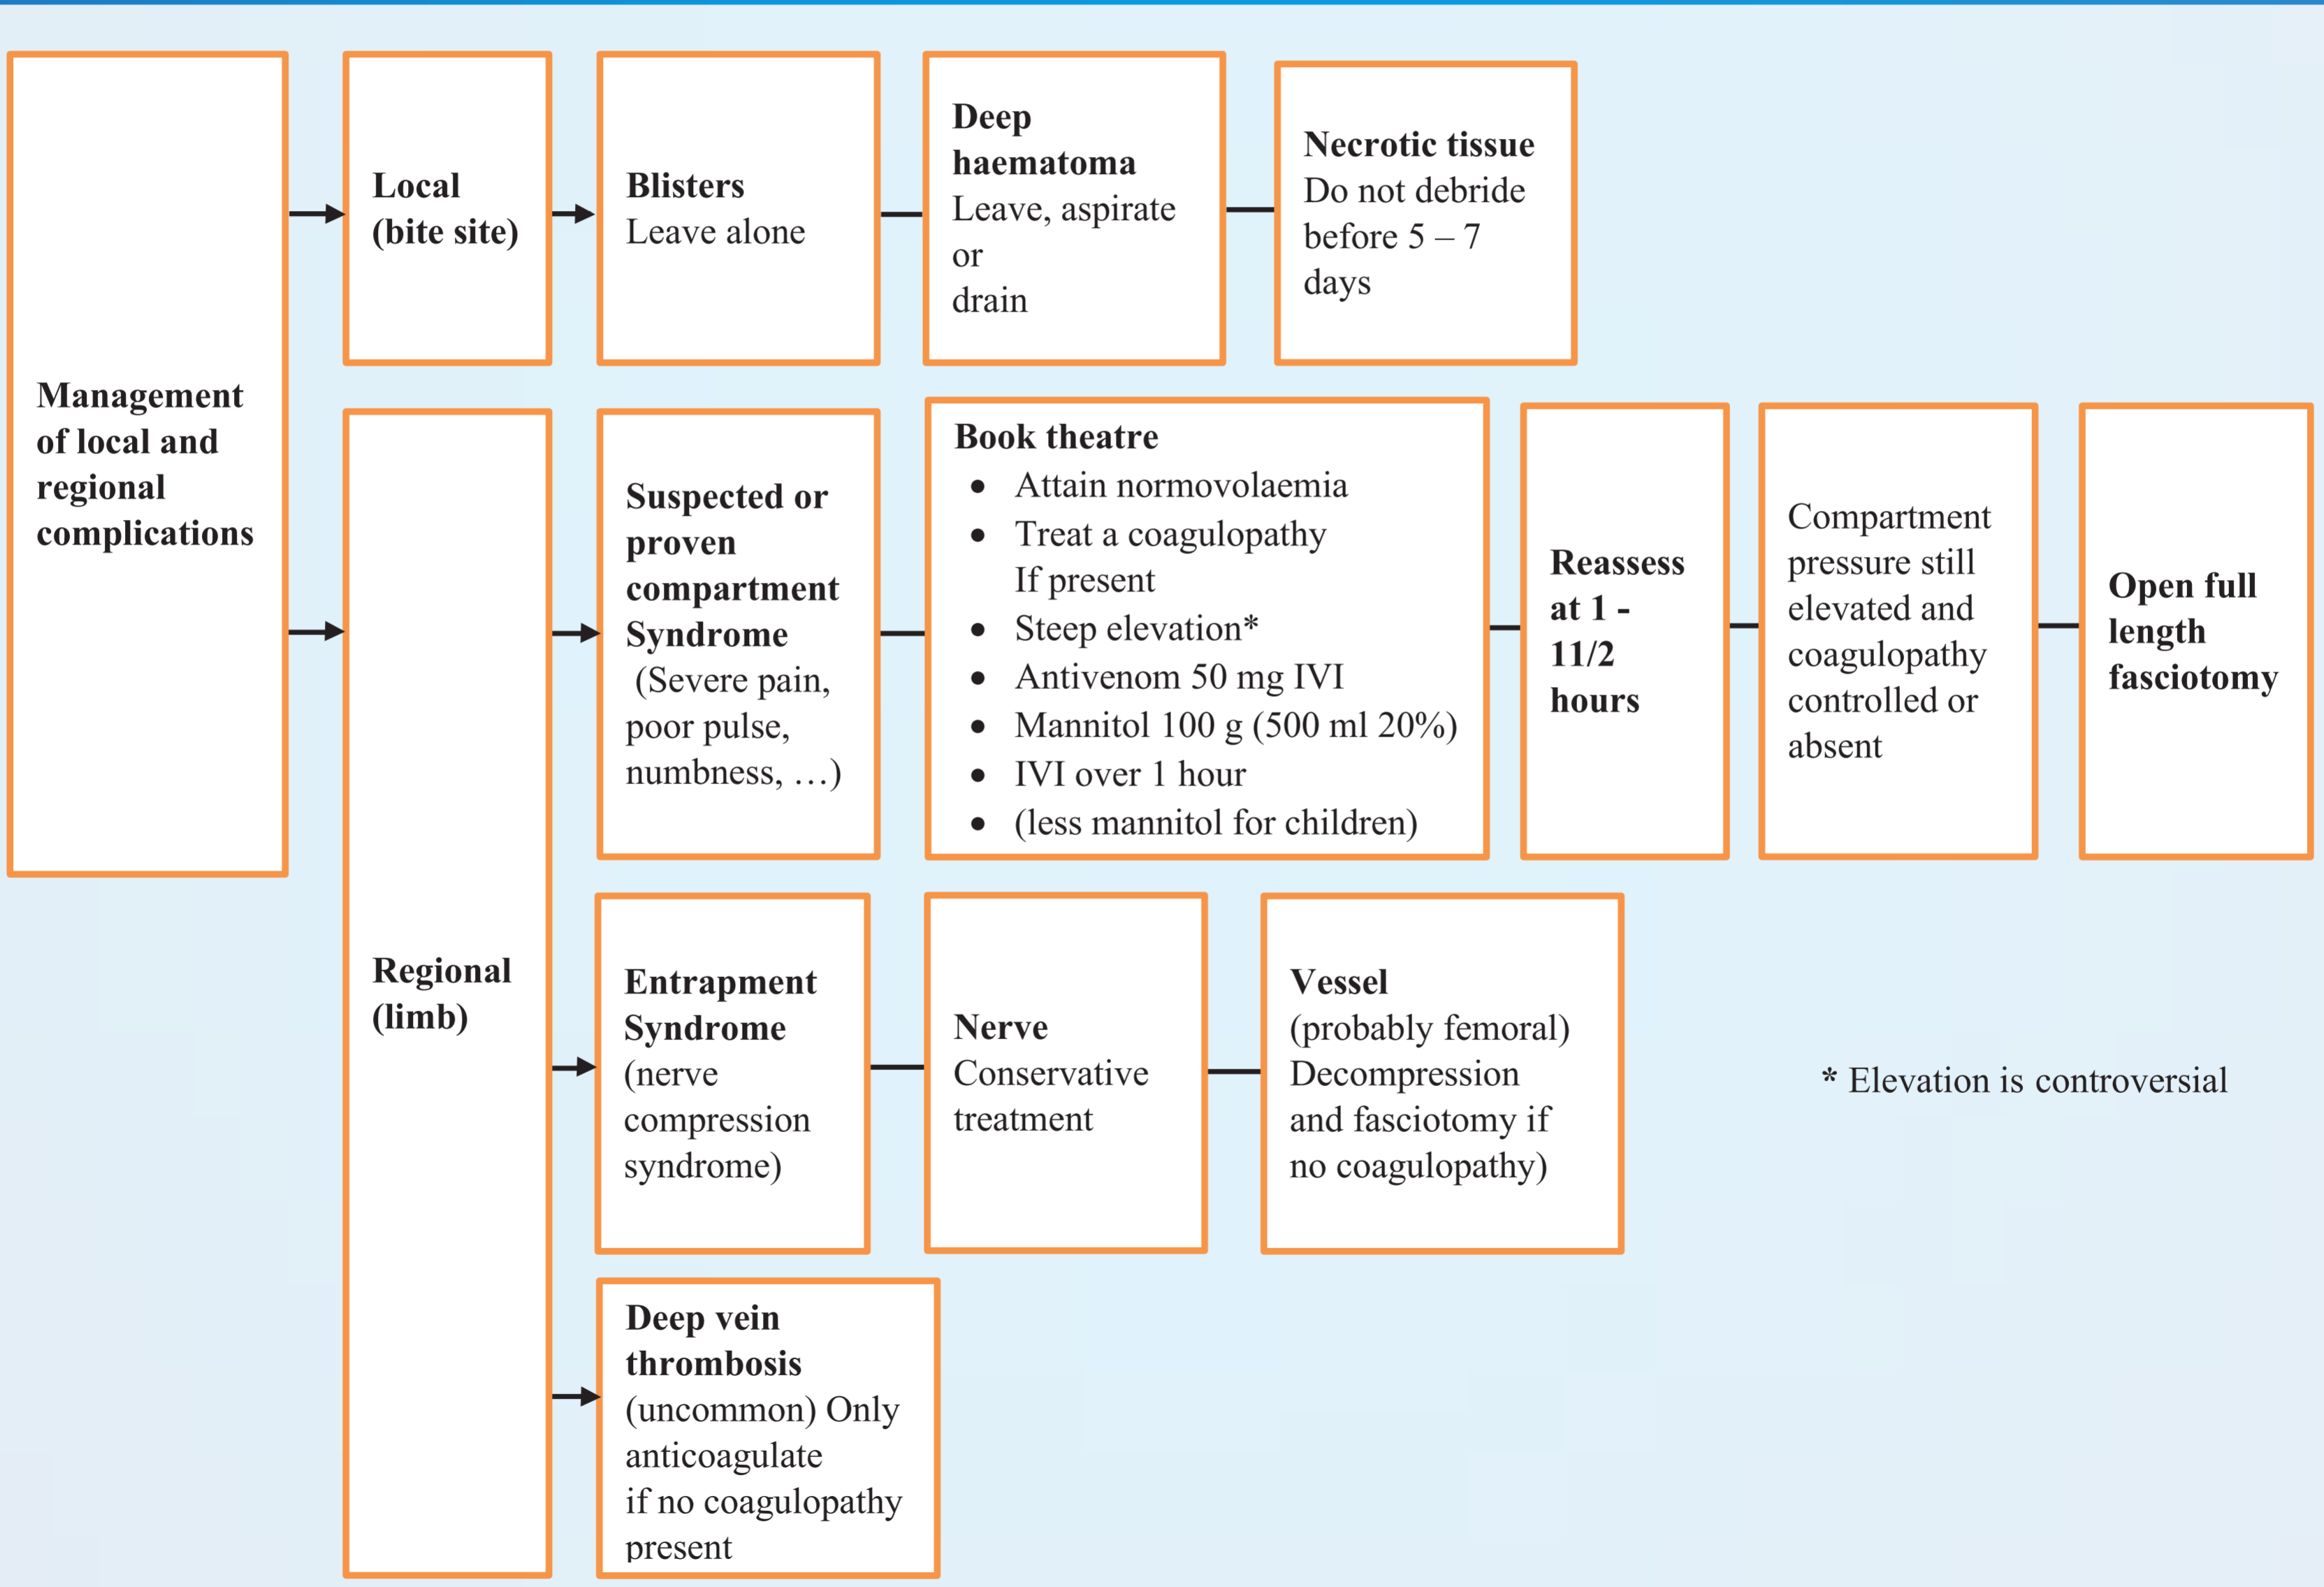 Management
of local and
regional
complications
Local
(bite site)
Blisters
Leave alone
Deep
haematoma
Leave, aspirate
or
drain
Necrotic tissue
Do not debride
before 5 – 7
days
Regional
(limb)
Suspected or
proven
compartment
Syndrome
(Severe pain,
poor pulse,
numbness, …)
Book theatre
• Attain normovolaemia
• Treat a coagulopathy
If present
• Steep elevation*
• Antivenom 50 mg IVI
• Mannitol 100 g (500 ml 20%)
• IVI over 1 hour
• (less mannitol for children)
Reassess
at 1 -
11/2
hours
Compartment
pressure still
elevated and
coagulopathy
controlled or
absent
Open full
length
fasciotomy
Entrapment
Syndrome
(nerve
compression
syndrome)
Nerve
Conservative
treatment
Vessel
(probably femoral)
Decompression
and fasciotomy if
no coagulopathy)
* Elevation is controversial
Deep vein
thrombosis
(uncommon) Only
anticoagulate
if no coagulopathy
present